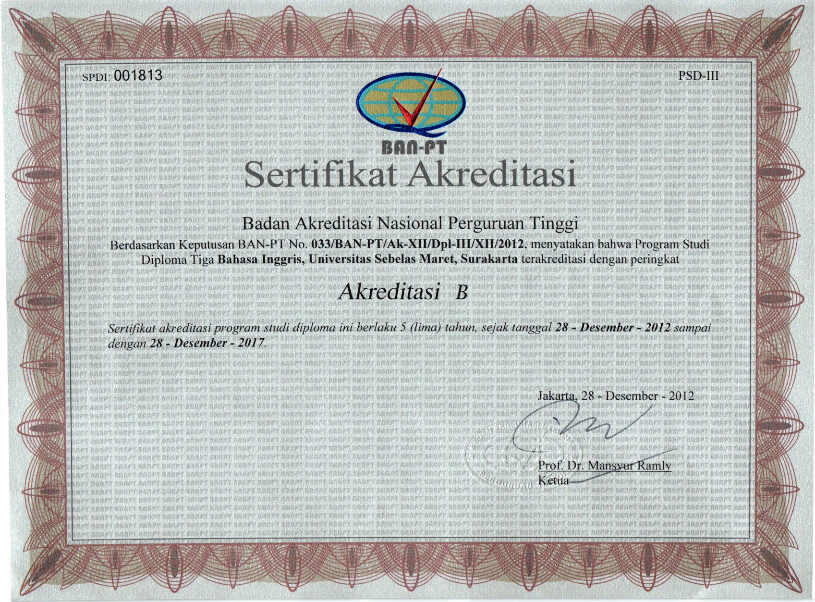 SPDI: 001813
PSD-III
BAN-PT
Sertifikat Akreditasi
Badan Akreditasi Nasional Perguruan Tinggi
Berdasarkan Keputusan BAN-PT No. 033/BAN-PT/Ak-XII/Dpl-III/XII/2012, menyatakan bahwa Program Studi
Diploma Tiga Bahasa Inggris, Universitas Sebelas Maret, Surakarta terakreditasi dengan peringkat
Akreditasi B
Sertifikat akreditasi program studi diploma ini berlaku 5 (lima) tahun, sejak tanggal 28 - Desember - 2012 sampai
dengan 28 - Desember - 2017.
Jakarta, 28 - Desember - 2012
Prof. Dr. Mansyur Ramly
Ketua